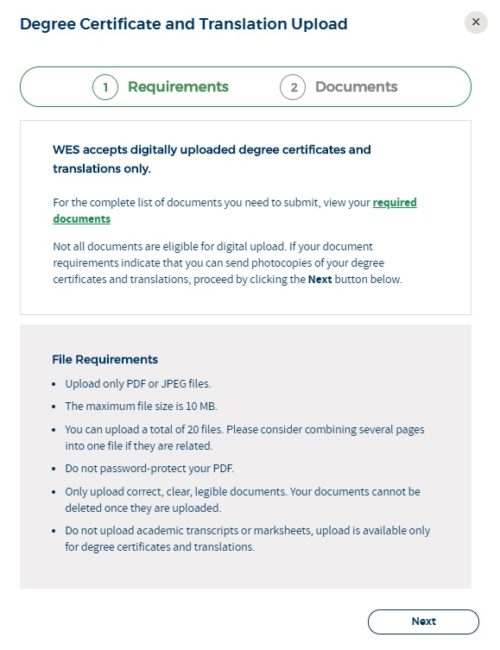 Degree Certificate and Translation Upload
×
1 Requirements 2 Documents
WES accepts digitally uploaded degree certificates and
translations only.
For the complete list of documents you need to submit, view your required
documents
Not all documents are eligible for digital upload. If your document
requirements indicate that you can send photocopies of your degree
certificates and translations, proceed by clicking the Next button below.
File Requirements
• Upload only PDF or JPEG files.
• The maximum file size is 10 MB.
• You can upload a total of 20 files. Please consider combining several pages
into one file if they are related.
• Do not password-protect your PDF.
• Only upload correct, clear, legible documents. Your documents cannot be
deleted once they are uploaded.
• Do not upload academic transcripts or marksheets, upload is available only
for degree certificates and translations.
Next